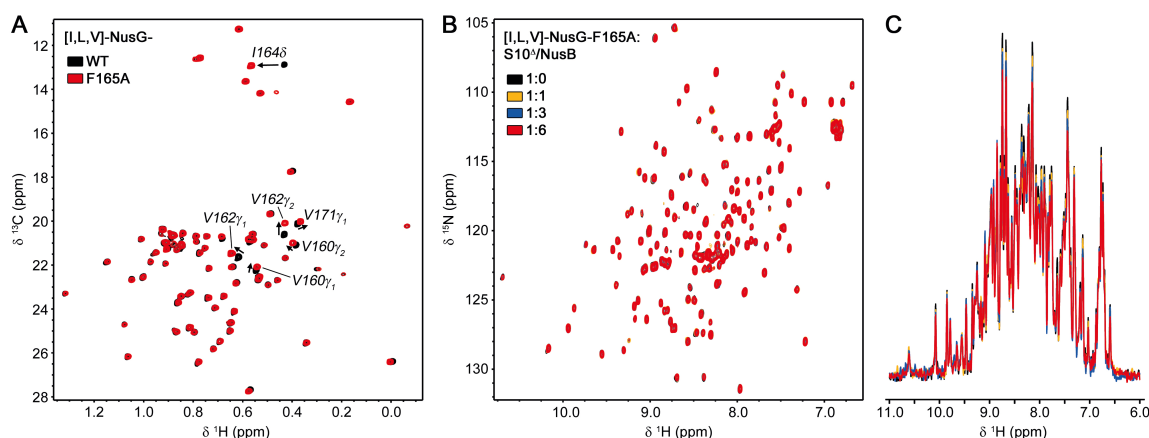 A
[I,L,V]-NusG-
WT
F165A
I164δ
V162γ2
V171γ1
V162γ1
V160γ2
V160γ1
12
14
16
18
20
22
24
26
28
δ 13C (ppm)
1.2 1.0 0.8 0.6 0.4 0.2 0.0
δ 1H (ppm)
B
[I,L,V]-NusG-F165A:
S10Δ/NusB
1:0
1:1
1:3
1:6
105
110
115
120
125
130
δ 15N (ppm)
10.0 9.0 8.0 7.0
δ 1H (ppm)
C
11.0 10.0 9.0 8.0 7.0 6.0
δ 1H (ppm)